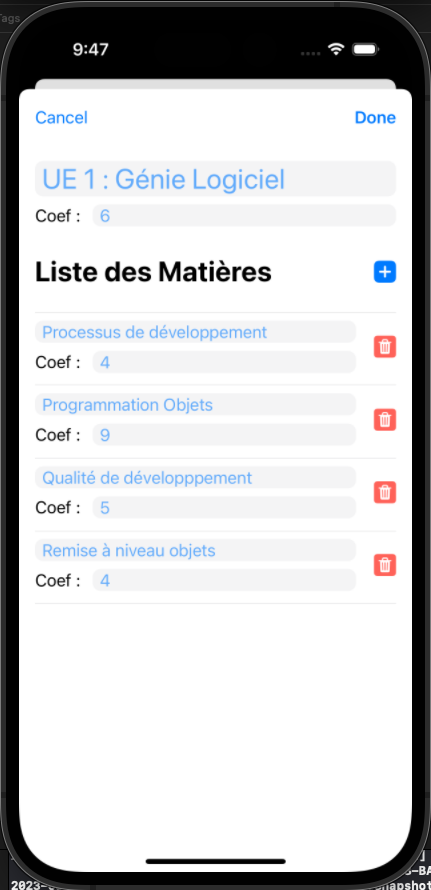 Tags
9:47
Cancel
Done
UE 1 : Génie Logiciel
Coef : 6
Liste des Matières
Processus de développement
Coef : 4
Programmation Objets
Coef : 9
Qualité de développpement
Coef : 5
Remise à niveau objets
Coef : 4